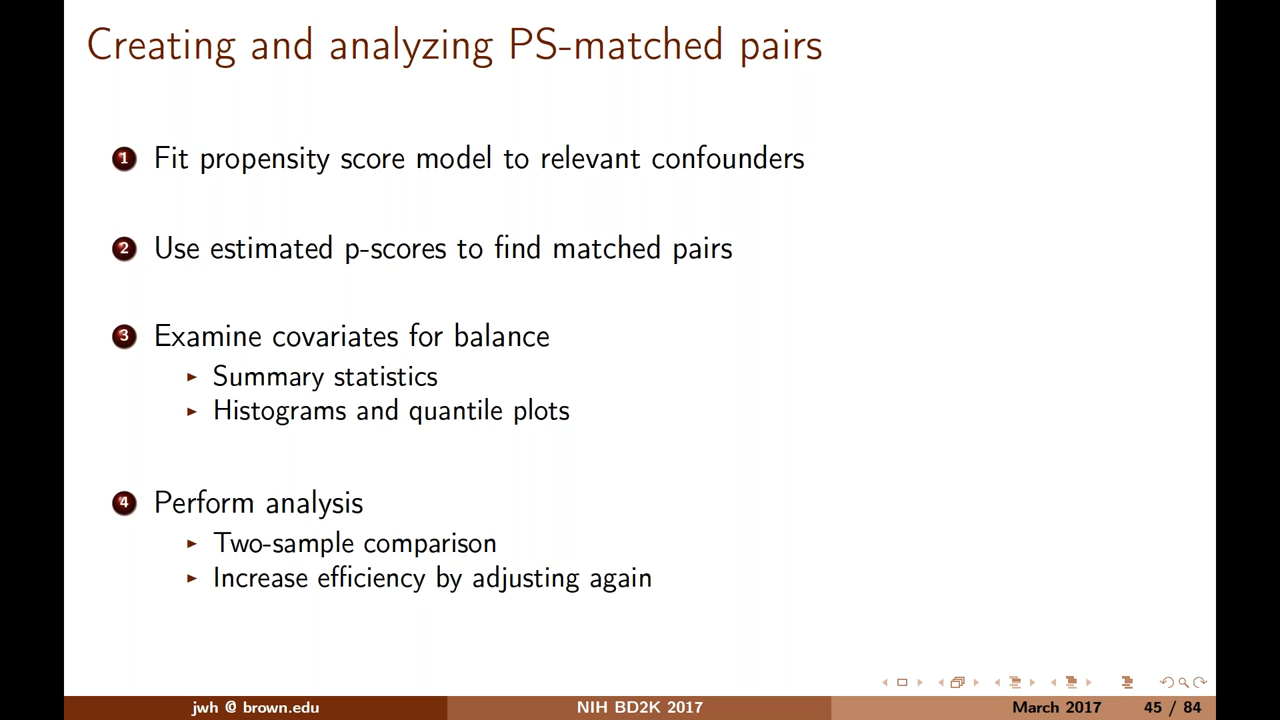 Creating and analyzing PS-matched pairs
1 Fit propensity score model to relevant confounders
2 Use estimated p-scores to find matched pairs
3 Examine covariates for balance
Summary statistics
Histograms and quantile plots
4 Perform analysis
Two-sample comparison
Increase efficiency by adjusting again
jwh @ brown.edu NIH BD2K 2017 March 2017 45 / 84